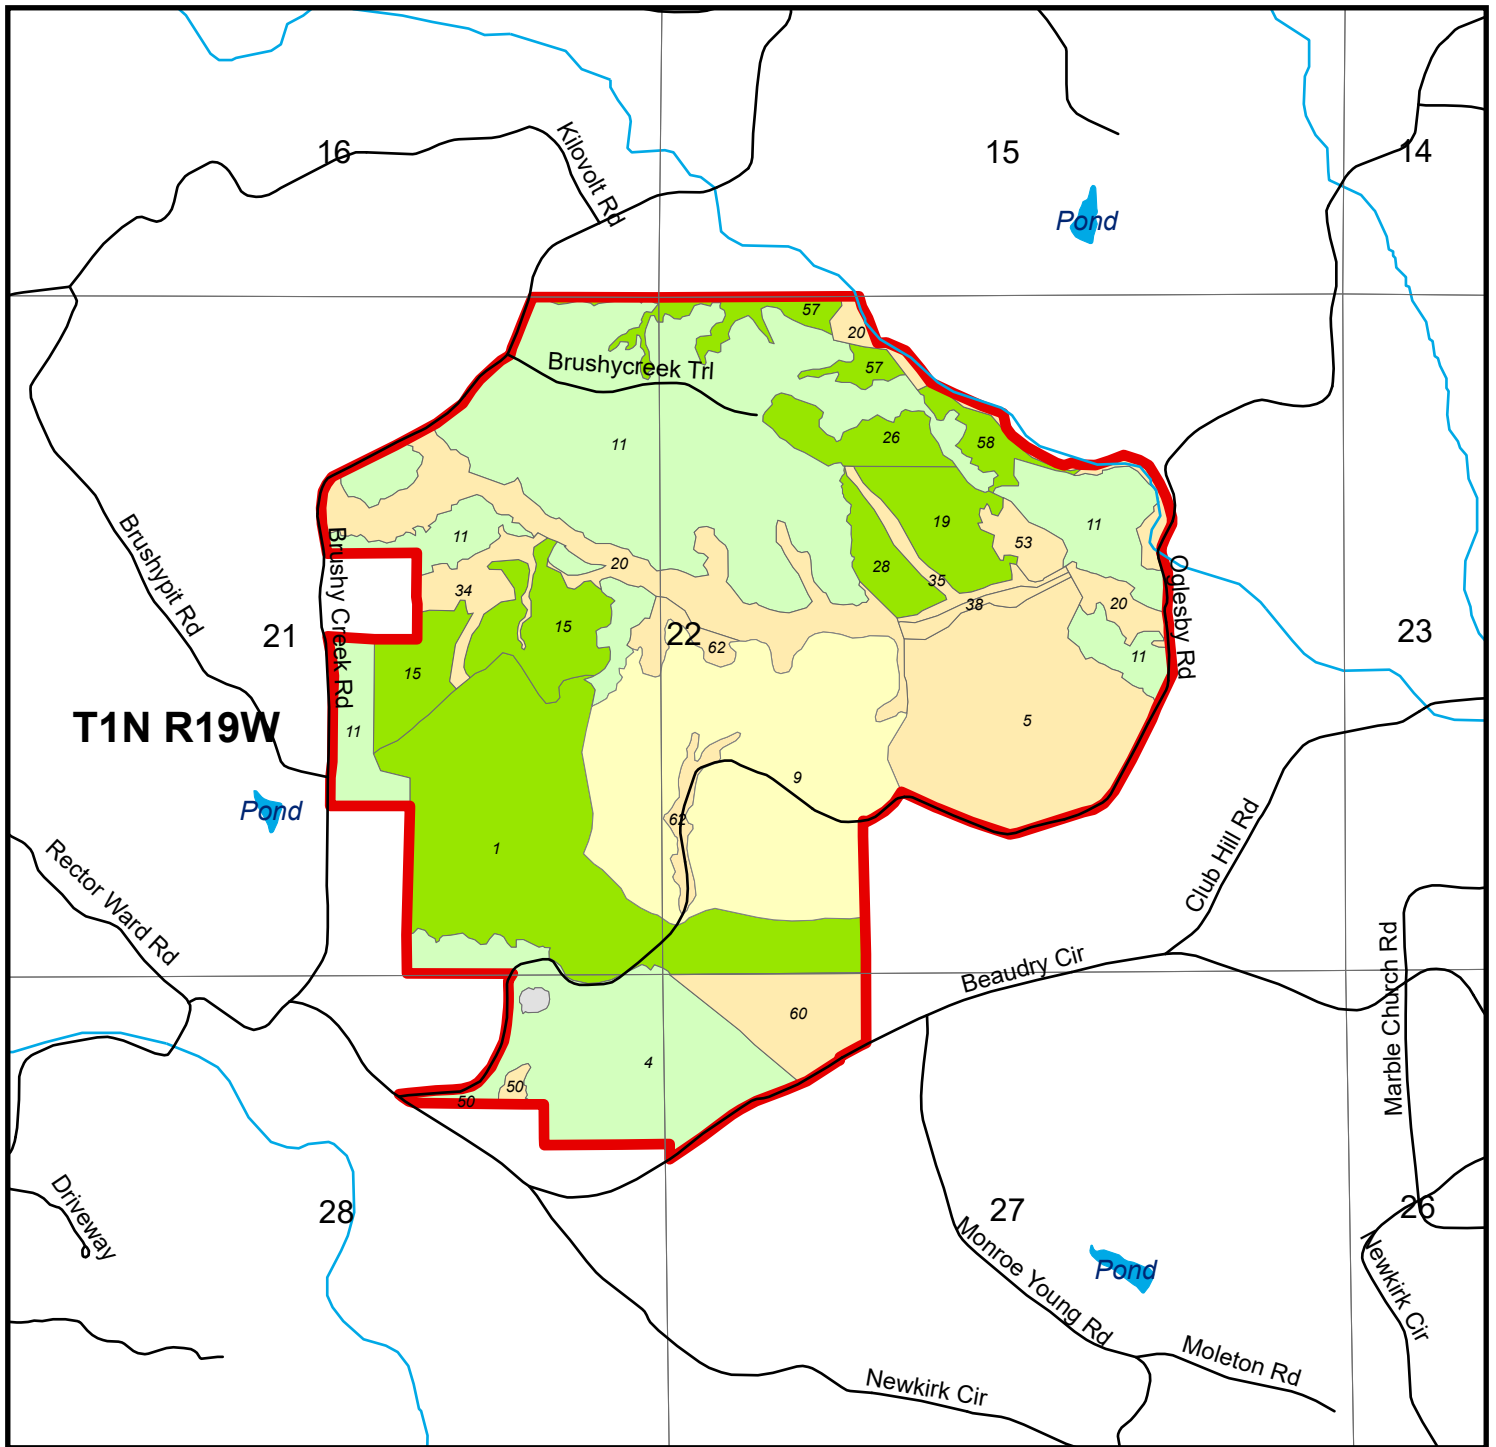 16
Kilovolt Rd
15
14
Pond
57
20
Brushycreek Trl
57
11
26
58
19
11
Brushypit Rd
Brushy Creek Rd
11
53
20
28
35
Oglesby Rd
34
38
20
15
22
21
23
62
11
15
5
T1N R19W
11
9
Pond
62
1
Club Hill Rd
Rector Ward Rd
Beaudry Cir
Marble Church Rd
60
4
50
50
Driveway
28
27
26
Monroe Young Rd
Pond
Newkirk Cir
Moleton Rd
Newkirk Cir